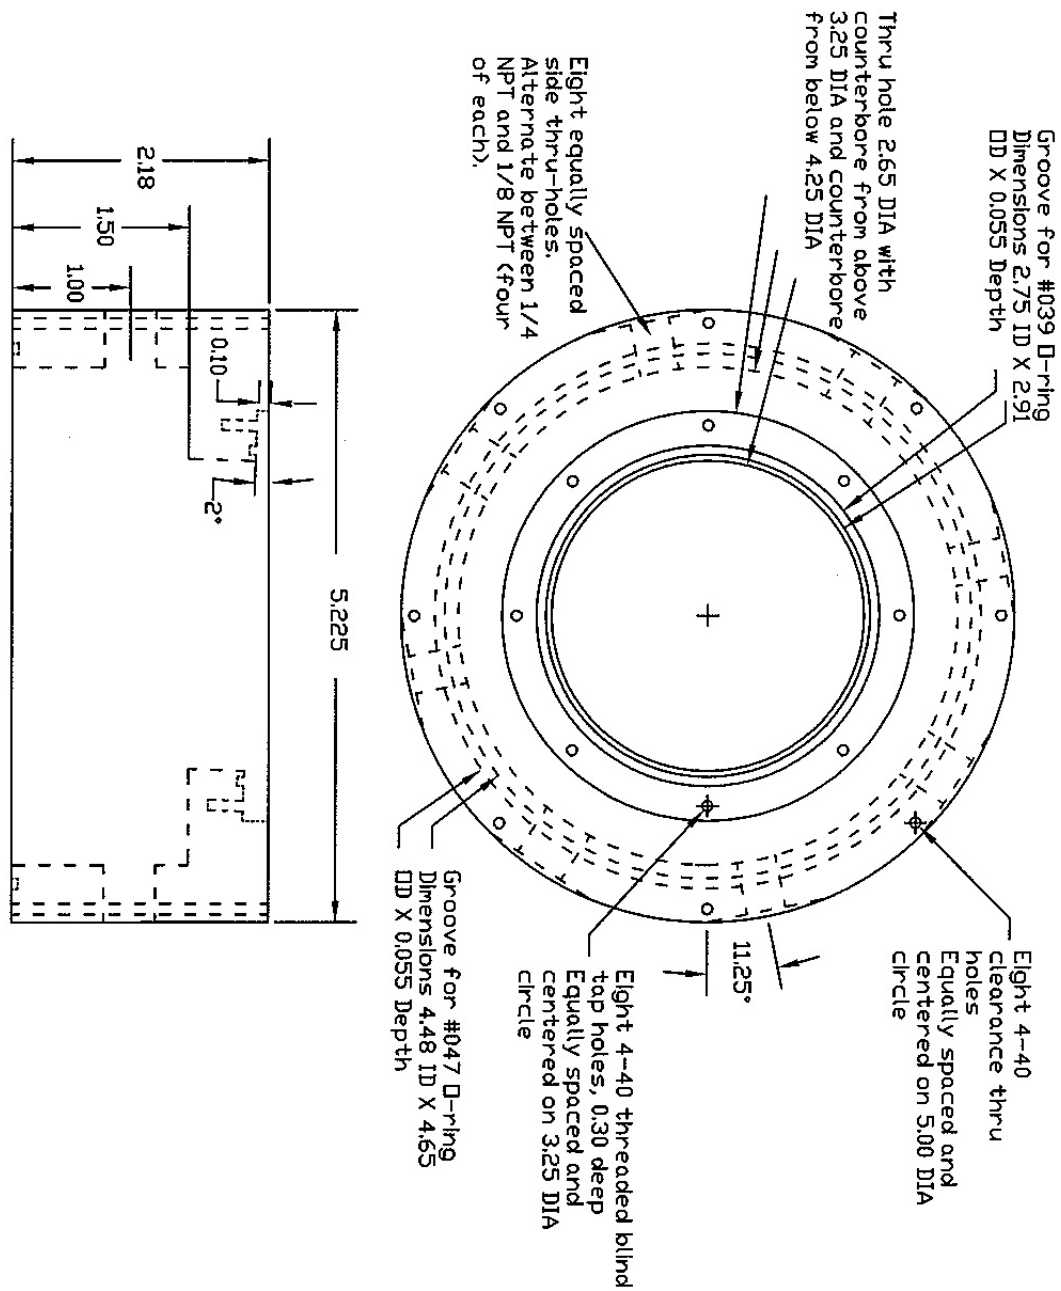 Groove for #039 O-ring
Dimensions 2.75 ID X 2.91
OD X 0.055 Depth
Thru hole 2.65 DIA with
counterbore from above
3.25 DIA and counterbore
from below 4.25 DIA
Eight equally spaced
side thru-holes.
Alternate between 1/4
NPT and 1/8 NPT (four
of each).
Eight 4-40
clearance thru
holes
Equally spaced and
centered on 5.00 DIA
circle
11.25°
Eight 4-40 threaded blind
tap holes, 0.30 deep
Equally spaced and
centered on 3.25 DIA
circle
Groove for #047 O-ring
Dimensions 4.48 ID X 4.65
OD X 0.055 Depth
2.18
1.50
1.00
0.10
2°
5.225